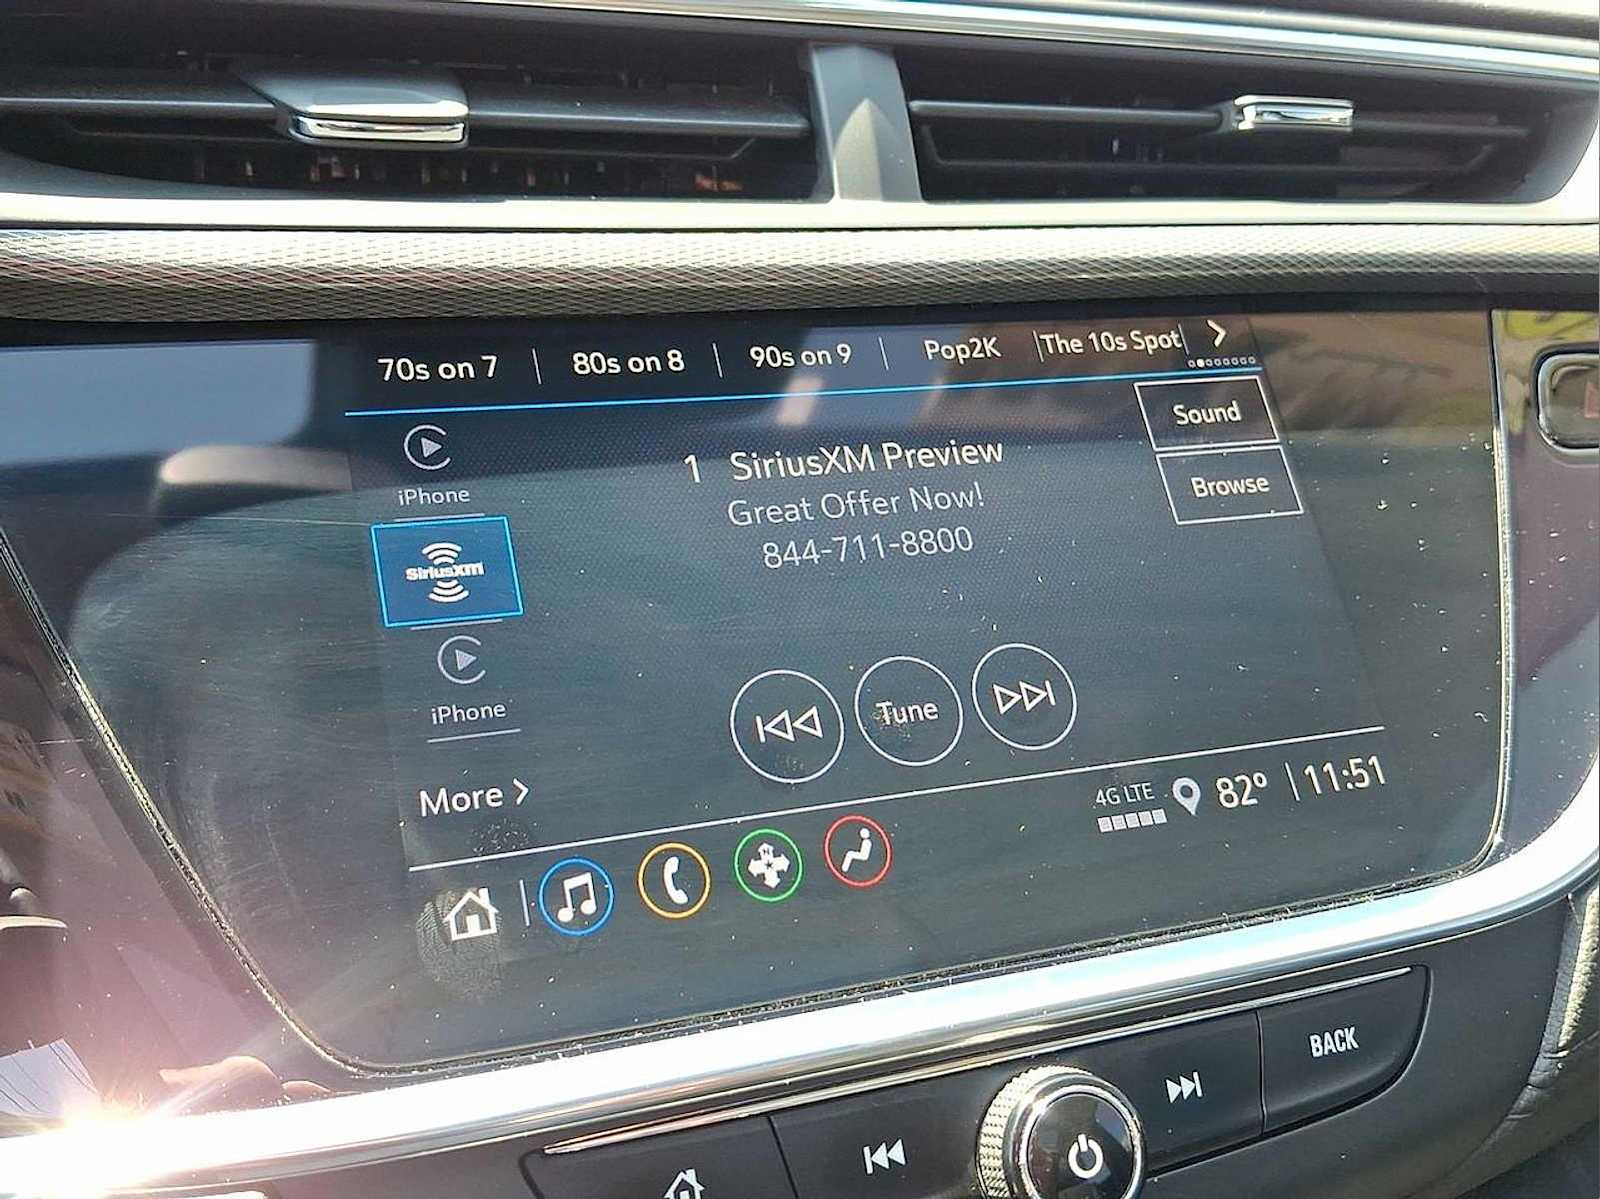 70s on 7 80s on 8 90s on 9 Pop2K The 10s Spot
iPhone
1 SiriusXM Preview
Sound
Great Offer Now!
Browse
844-711-8800
SiriusXM
iPhone
Tune
More
4G LTE 82° 11:51
BACK